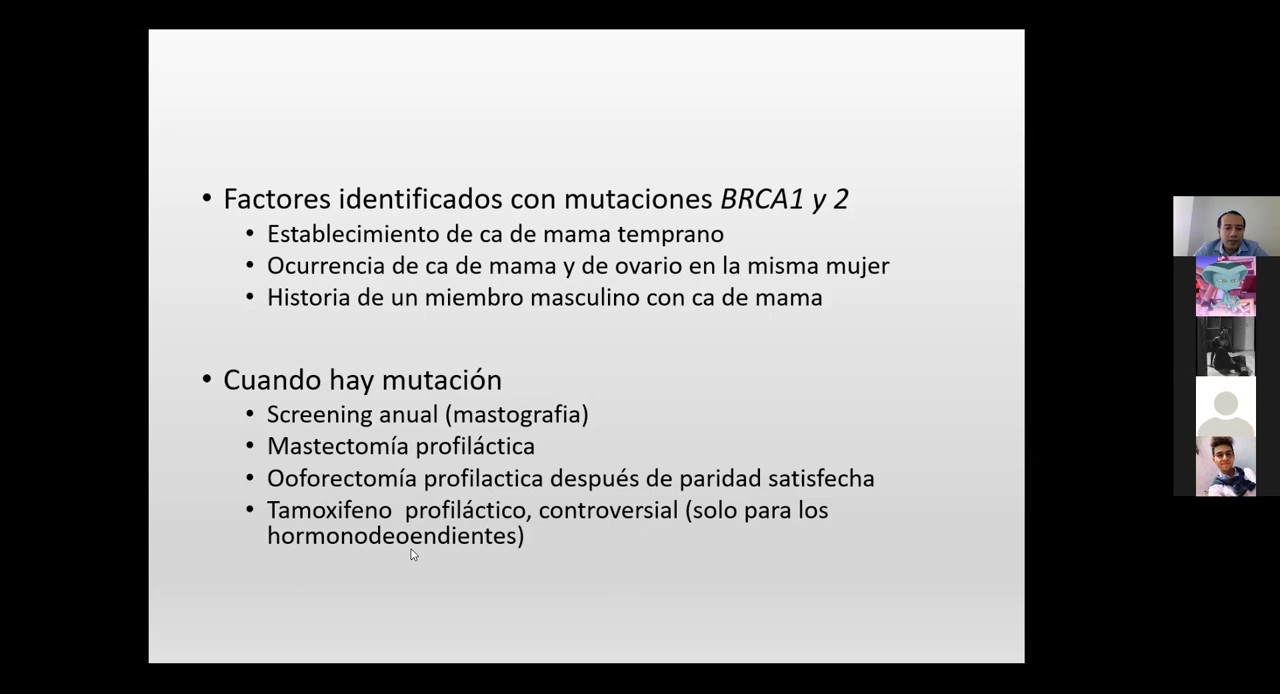 • Factores identificados con mutaciones BRCA1 y 2
• Establecimiento de ca de mama temprano
• Ocurrencia de ca de mama y de ovario en la misma mujer
• Historia de un miembro masculino con ca de mama
• Cuando hay mutación
• Screening anual (mastografia)
• Mastectomía profiláctica
• Ooforectomía profilactica después de paridad satisfecha
• Tamoxifeno  profiláctico, controversial (solo para los
hormonodeoendientes)